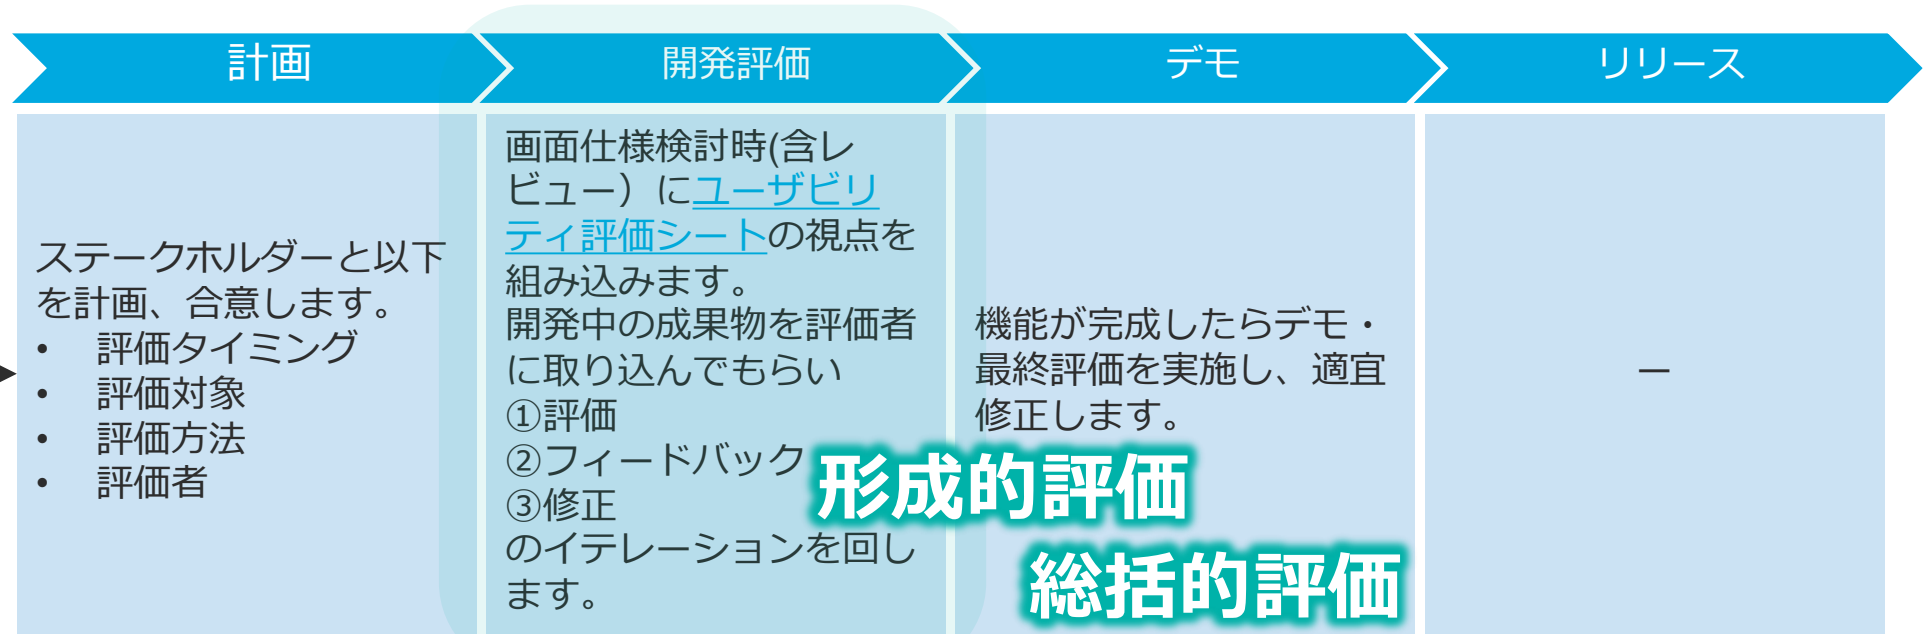 計画
開発評価
デモ
リリース
ステークホルダーと以下
を計画、合意します。
• 評価タイミング
• 評価対象
• 評価方法
• 評価者
画面仕様検討時(含レ
ビュー）にユーザビリ
ティ評価シートの視点を
組み込みます。
開発中の成果物を評価者
に取り込んでもらい
①評価
②フィードバック
③修正
のイテレーションを回し
ます。
機能が完成したらデモ・
最終評価を実施し、適宜
修正します。
ー
形成的評価
総括的評価